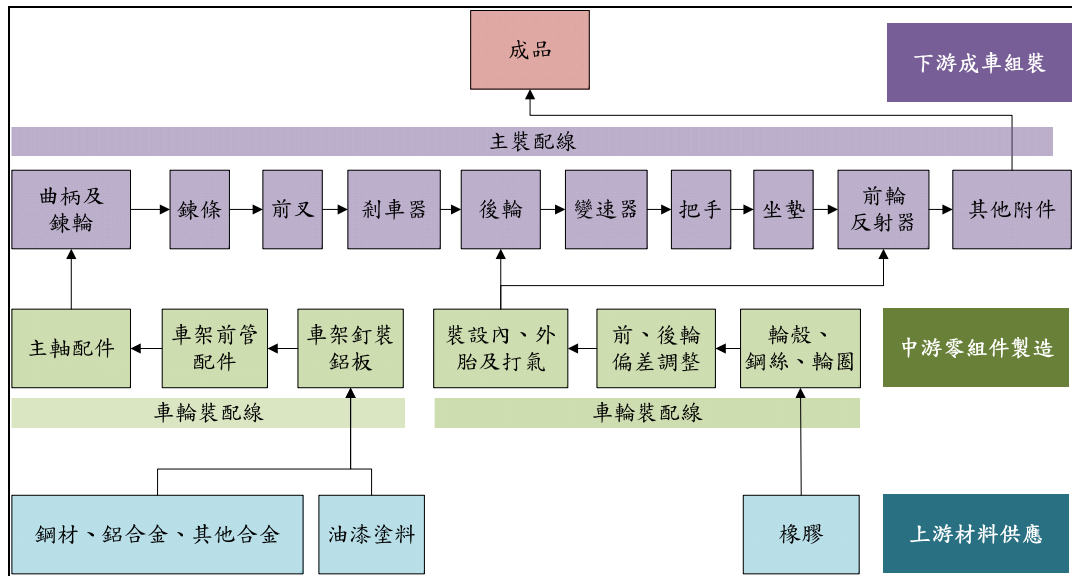 成品
下游成車組裝
主裝配線
曲柄及
鍊輪
鍊條
前叉
剎車器
後輪
變速器
把手
坐墊
前輪
反射器
其他附件
主軸配件
車架前管
配件
車架釘裝
鋁板
裝設內、外
胎及打氣
前、後輪
偏差調整
輪殼、
鋼絲、輪圈
中游零組件製造
車輪裝配線
車輪裝配線
鋼材、鋁合金、其他合金
油漆塗料
橡膠
上游材料供應